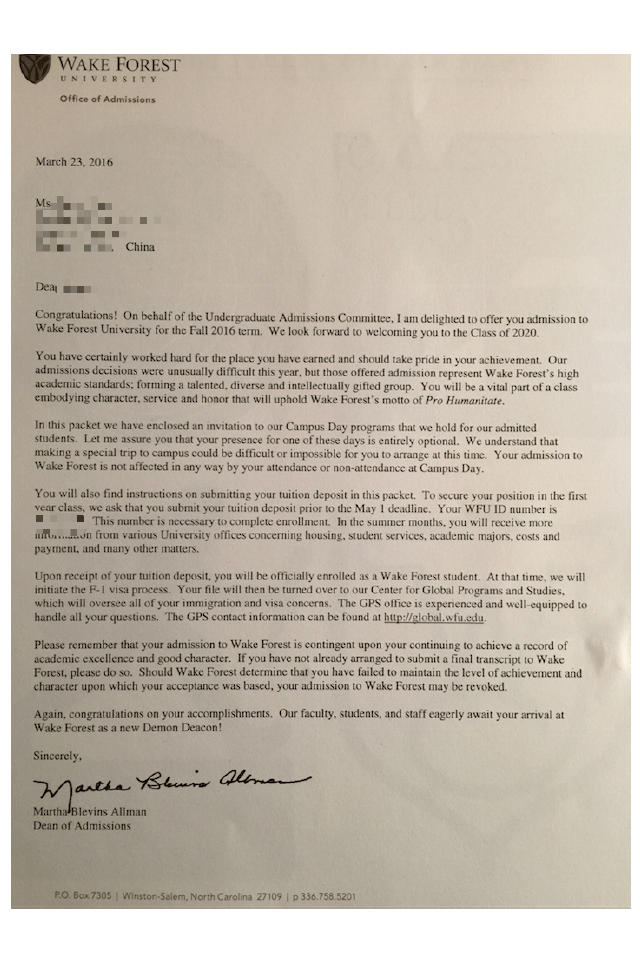 WAKE FOREST
UNIVERSITY
Office of Admissions
March 23, 2016
Ms
China
Dea
Congratulations! On behalf of the Undergraduate Admissions Committee, I am delighted to offer you admission to
Wake Forest University for the Fall 2016 term. We look forward to welcoming you to the Class of 2020.
You have certainly worked hard for the place you have earned and should take pride in your achievement. Our
admissions decisions were unusually difficult this year, but those offered admission represent Wake Forest's high
academic standards; forming a talented, diverse and intellectually gifted group. You will be a vital part of a class
embodying character, service and honor that will uphold Wake Forest's motto of Pro Humanitate.
In this packet we have enclosed an invitation to our Campus Day programs that we hold for our admitted
students. Let me assure you that your presence for one of these days is entirely optional. We understand that
making a special trip to campus could be difficult or impossible for you to arrange at this time. Your admission to
Wake Forest is not affected in any way by your attendance or non-attendance at Campus Day.
You will also find instructions on submitting your tuition deposit in this packet. To secure your position in the first
year class, we ask that you submit your tuition deposit prior to the May 1 deadline. Your WFU ID number is
This number is necessary to complete enrollment. In the summer months, you will receive more
information from various University offices concerning housing, student services, academic majors, costs and
payment, and many other matters.
Upon receipt of your tuition deposit, you will be officially enrolled as a Wake Forest student. At that time, we will
initiate the F-1 visa process. Your file will then be turned over to our Center for Global Programs and Studies,
which will oversee all of your immigration and visa concerns. The GPS office is experienced and well-equipped to
handle all your questions. The GPS contact information can be found at http://global.wfu.edu.
Please remember that your admission to Wake Forest is contingent upon your continuing to achieve a record of
academic excellence and good character. If you have not already arranged to submit a final transcript to Wake
Forest, please do so. Should Wake Forest determine that you have failed to maintain the level of achievement and
character upon which your acceptance was based, your admission to Wake Forest may be revoked.
Again, congratulations on your accomplishments. Our faculty, students, and staff eagerly await your arrival at
Wake Forest as a new Demon Deacon!
Sincerely,
Martha Blevins Allman
Martha Blevins Allman
Dean of Admissions
P.O. Box 7305 | Winston-Salem, North Carolina 27109 | p 336.758.5201